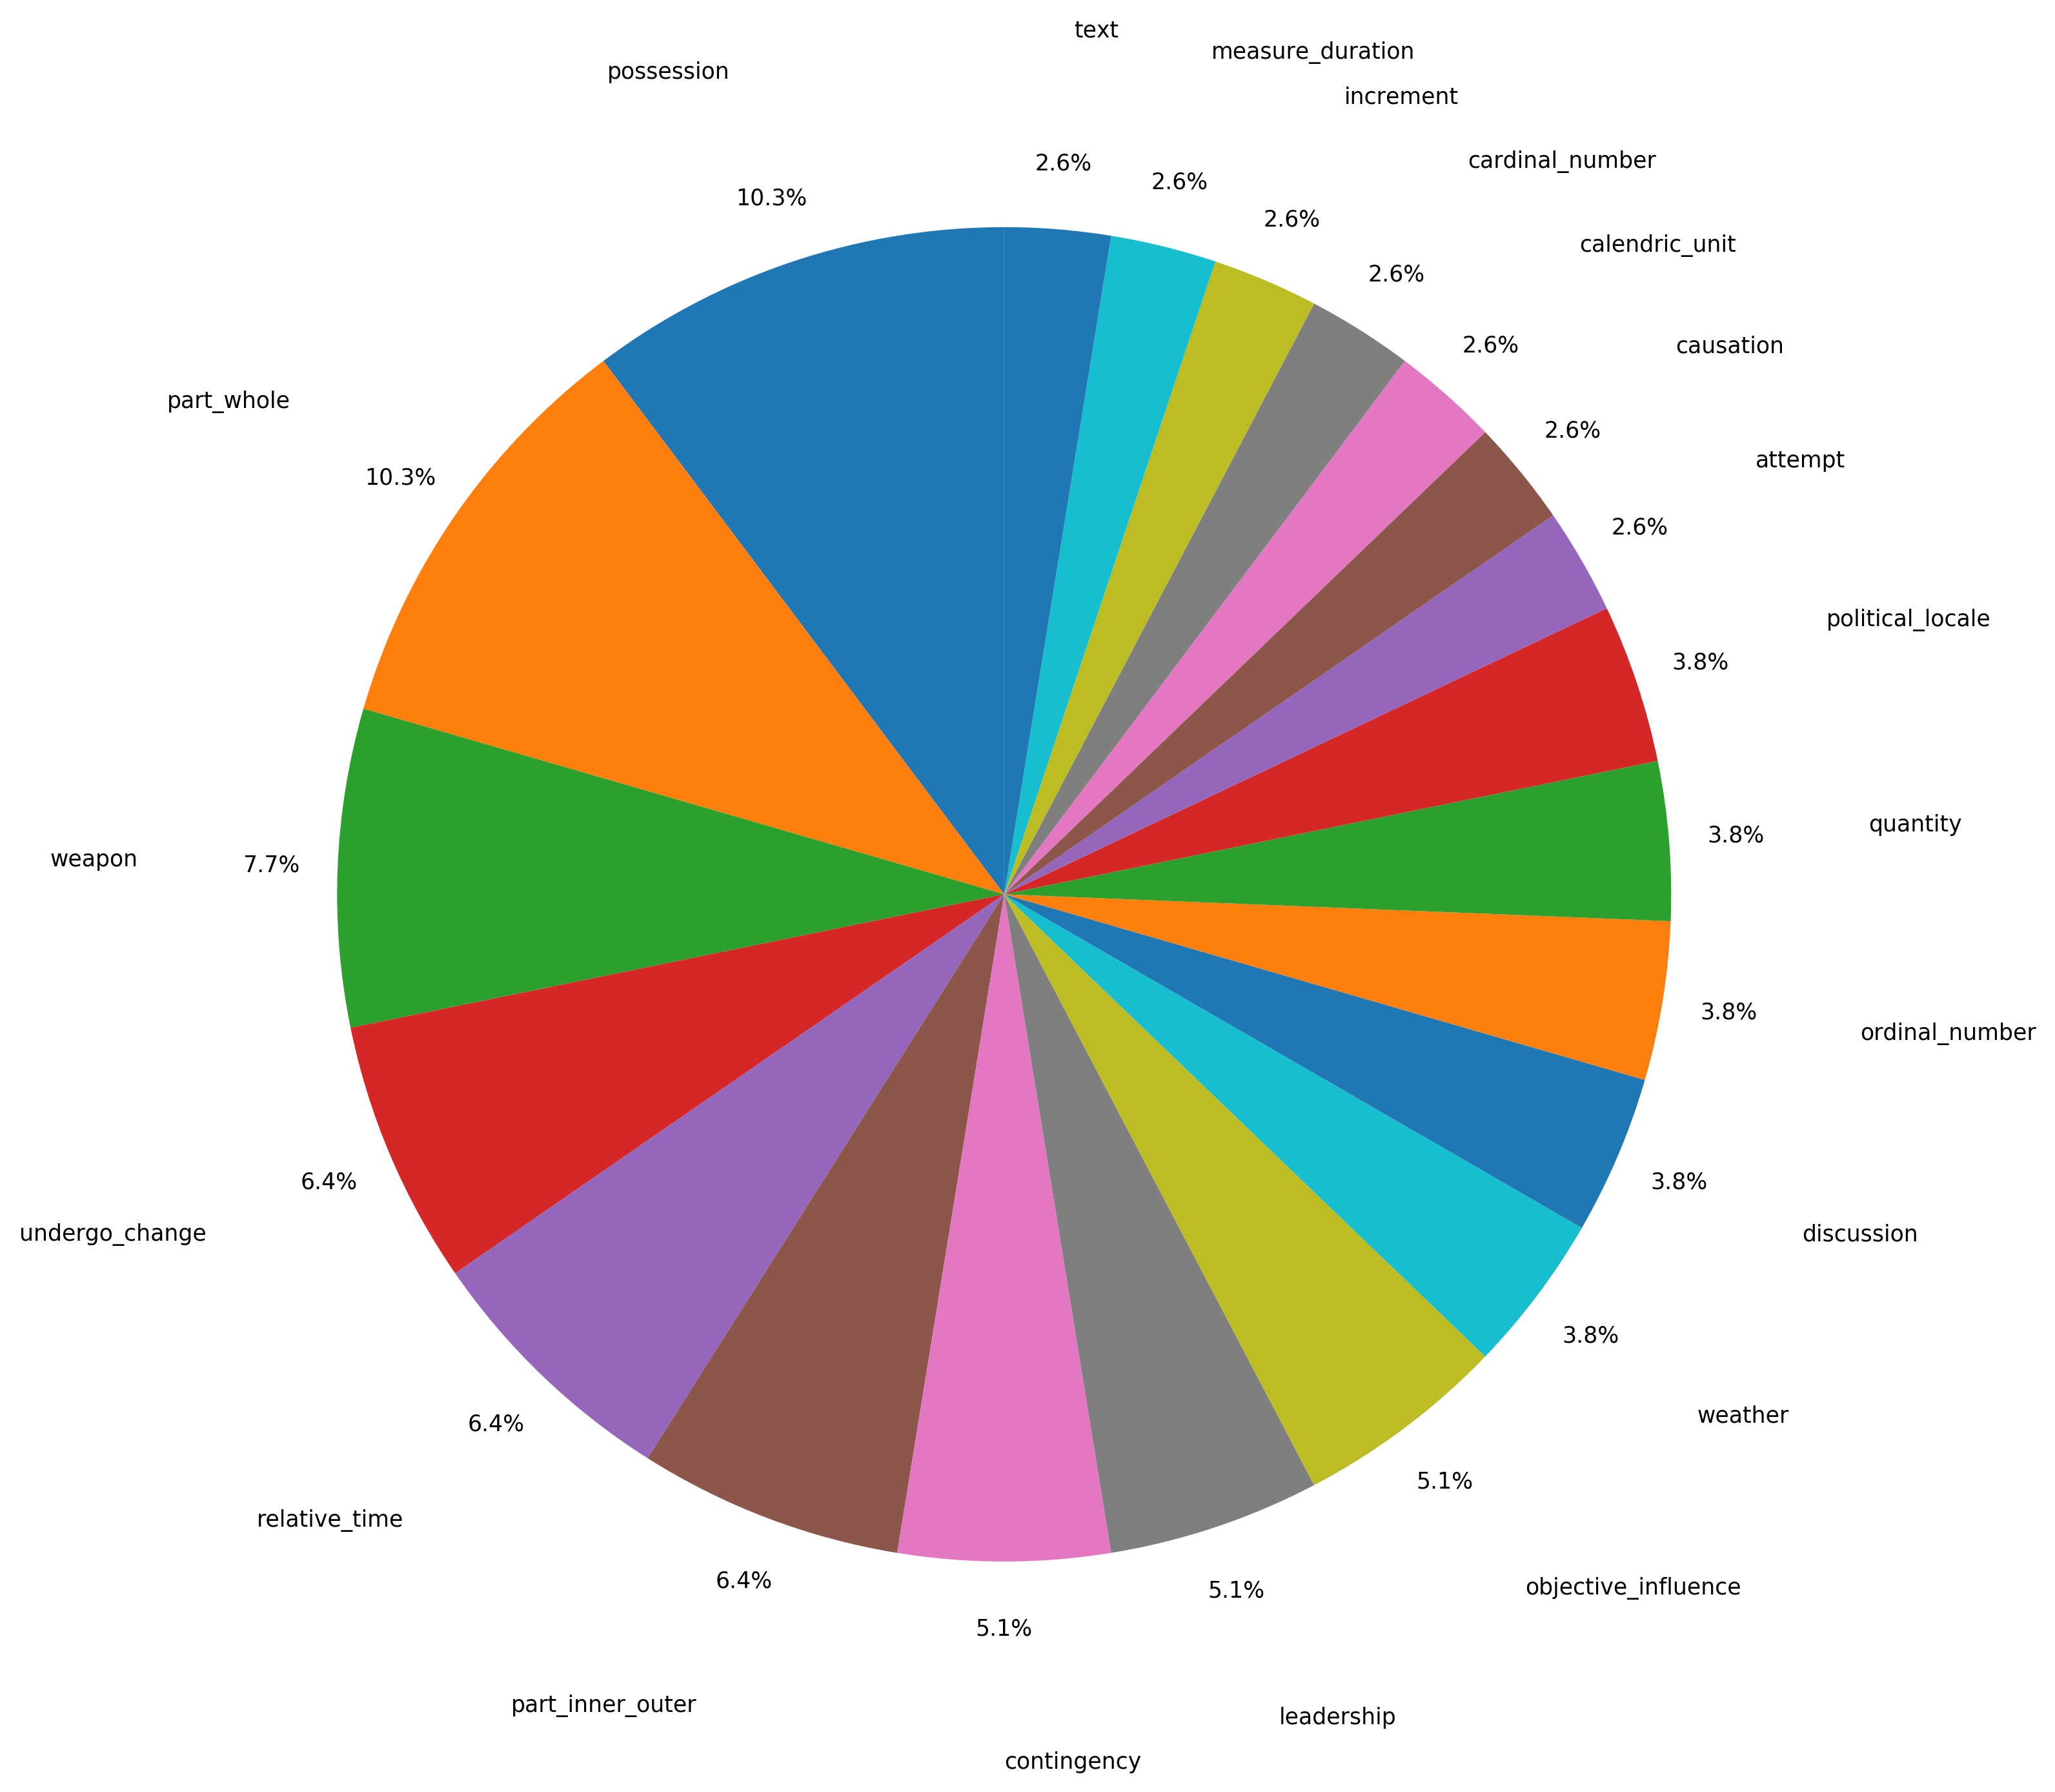 text
measure_duration
possession
increment
cardinal_number
2.6%
2.6%
10.3%
2.6%
calendric_unit
2.6%
2.6%
causation
part_whole
2.6%
attempt
10.3%
2.6%
political_locale
3.8%
quantity
3.8%
weapon
7.7%
3.8%
ordinal_number
6.4%
3.8%
undergo_change
discussion
3.8%
weather
6.4%
5.1%
relative_time
6.4%
5.1%
objective_influence
5.1%
part_inner_outer
leadership
contingency